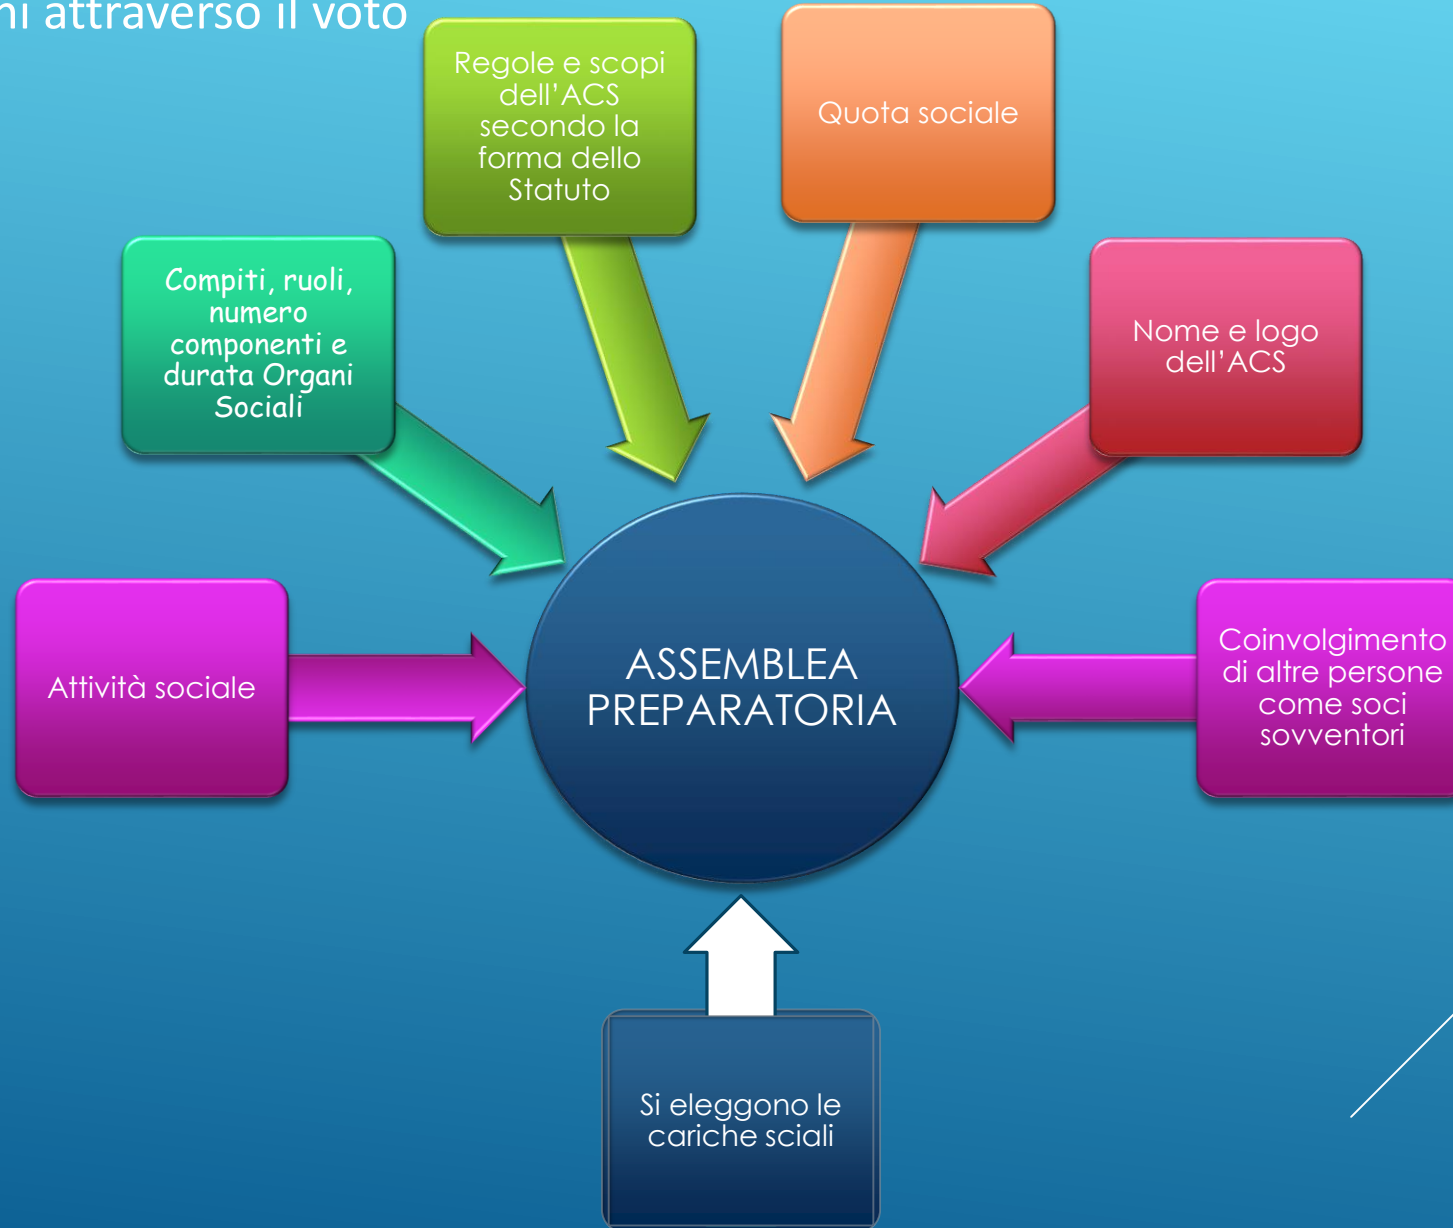 ni attraverso il voto
Regole e scopi
dell'ACS
secondo la
forma dello
Statuto
Quota sociale
Compiti, ruoli,
numero
componenti e
durata Organi
Sociali
Nome e logo
dell'ACS
Attività sociale
ASSEMBLEA
PREPARATORIA
Coinvolgimento
di altre persone
come soci
sovventori
Si eleggono le
cariche sciali